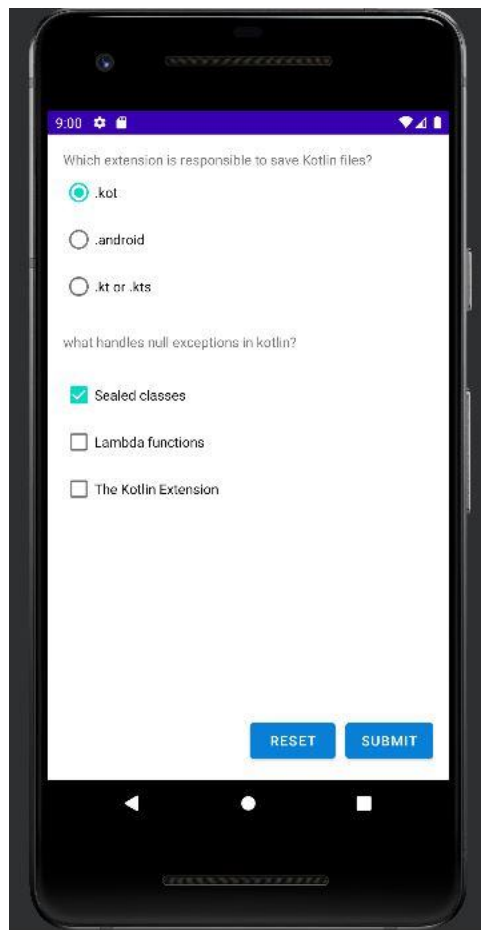 9:00
Which extension is responsible to save Kotlin files?
.kot
.android
.kt or .kts
what handles null exceptions in kotlin?
Sealed classes
Lambda functions
The Kotlin Extension
RESET SUBMIT